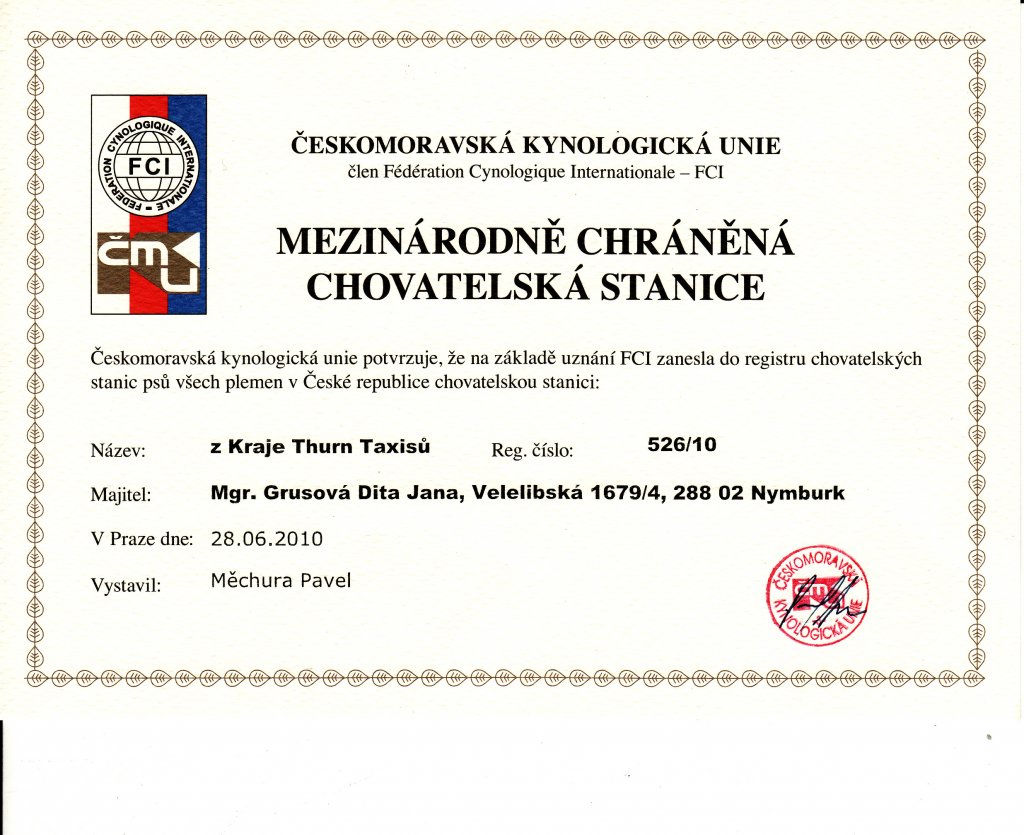 FEDERATION CYNOLOGIQUE INTERNATIONALE –
FCI
čmku
ČESKOMORAVSKÁ KYNOLOGICKÁ UNIE
člen Fédération Cynologique Internationale – FCI
MEZINÁRODNĚ CHRÁNĚNÁ
CHOVATELSKÁ STANICE
Českomoravská kynologická unie potvrzuje, že na základě uznání FCI zanesla do registru chovatelských
stanic psů všech plemen v České republice chovatelskou stanici:
Název: z Kraje Thurn Taxisů Reg. číslo: 526/10
Majitel: Mgr. Grusová Dita Jana, Velelibská 1679/4, 288 02 Nymburk
V Praze dne: 28.06.2010
Vystavil: Měchura Pavel
ČESKOMORAVSKÁ
KYNOLOGICKÁ UNIE